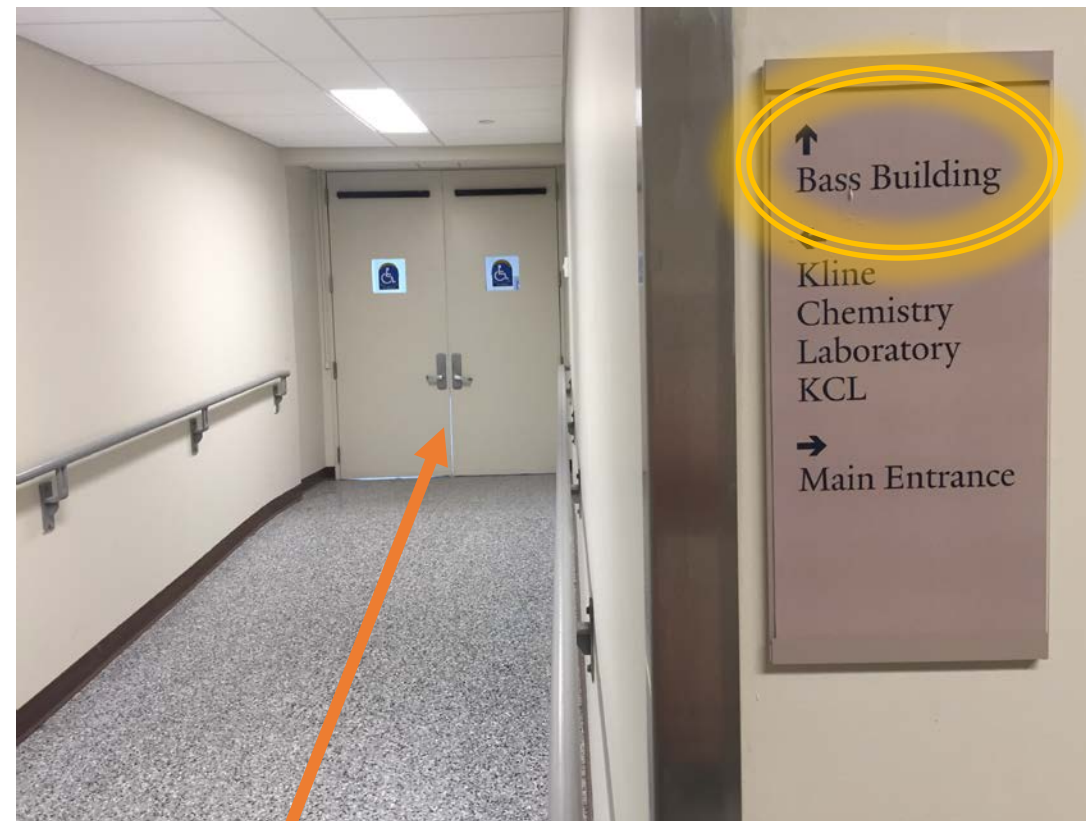 ↑
Bass Building
←
Kline
Chemistry
Laboratory
KCL
→
Main Entrance